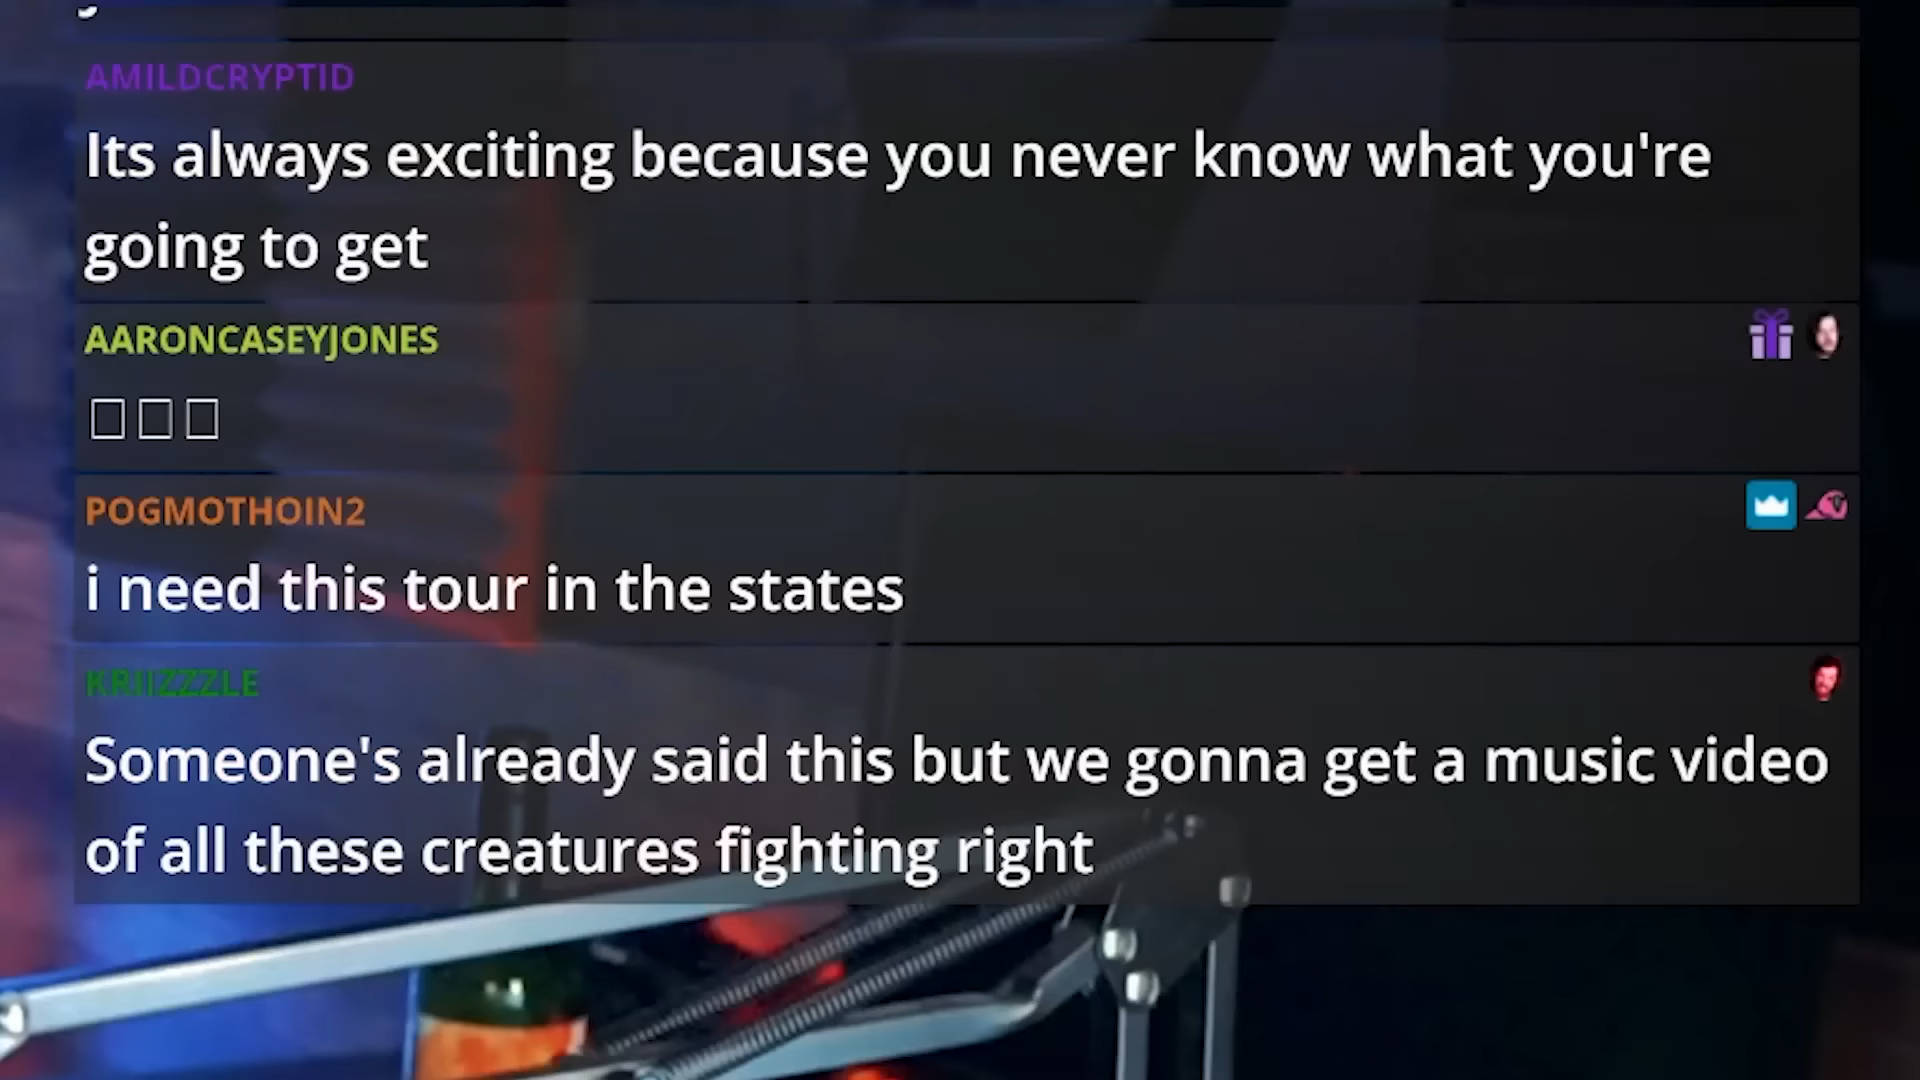 AMILDCRYPTID
Its always exciting because you never know what you're
going to get
AARONCASEYJONES
POGMOTHOIN2
i need this tour in the states
KRIIZZZLE
Someone's already said this but we gonna get a music video
of all these creatures fighting right